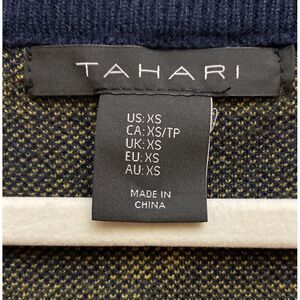 TAHARI
US: XS
CA: XS/TP
UK: XS
EU: XS
AU: XS
MADE IN
CHINA